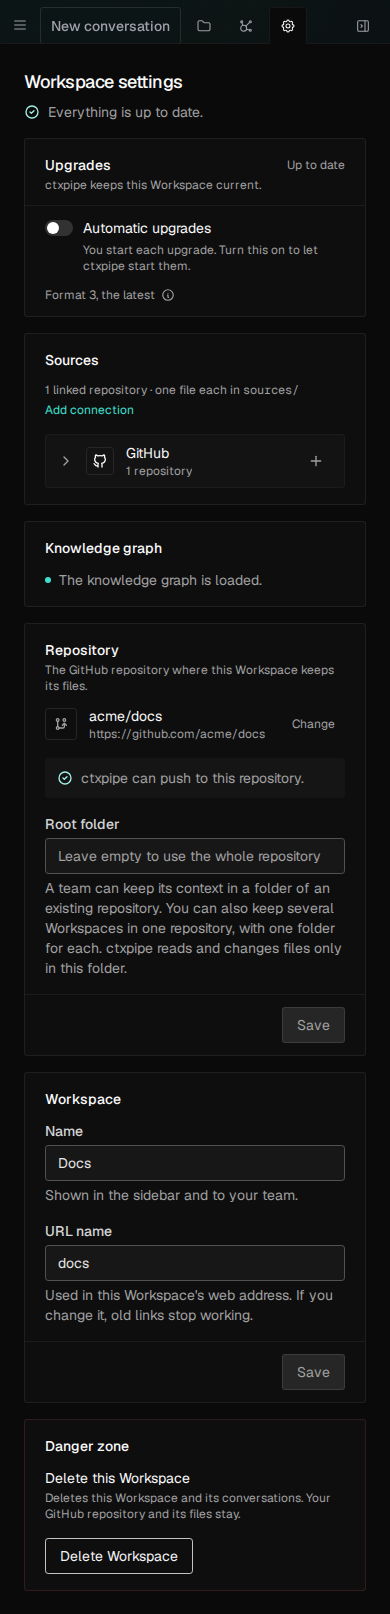 New conversation
Workspace settings
Everything is up to date.
Upgrades
Up to date
ctxpipe keeps this Workspace current.
Automatic upgrades
You start each upgrade. Turn this on to let
ctxpipe start them.
Format 3, the latest
Sources
1 linked repository · one file each in sources/
Add connection
GitHub
1 repository
Knowledge graph
The knowledge graph is loaded.
Repository
The GitHub repository where this Workspace keeps
its files.
acme/docs
https://github.com/acme/docs
Change
ctxpipe can push to this repository.
Root folder
Leave empty to use the whole repository
A team can keep its context in a folder of an
existing repository. You can also keep several
Workspaces in one repository, with one folder
for each. ctxpipe reads and changes files only
in this folder.
Save
Workspace
Name
Docs
Shown in the sidebar and to your team.
URL name
docs
Used in this Workspace's web address. If you
change it, old links stop working.
Save
Danger zone
Delete this Workspace
Deletes this Workspace and its conversations. Your
GitHub repository and its files stay.
Delete Workspace